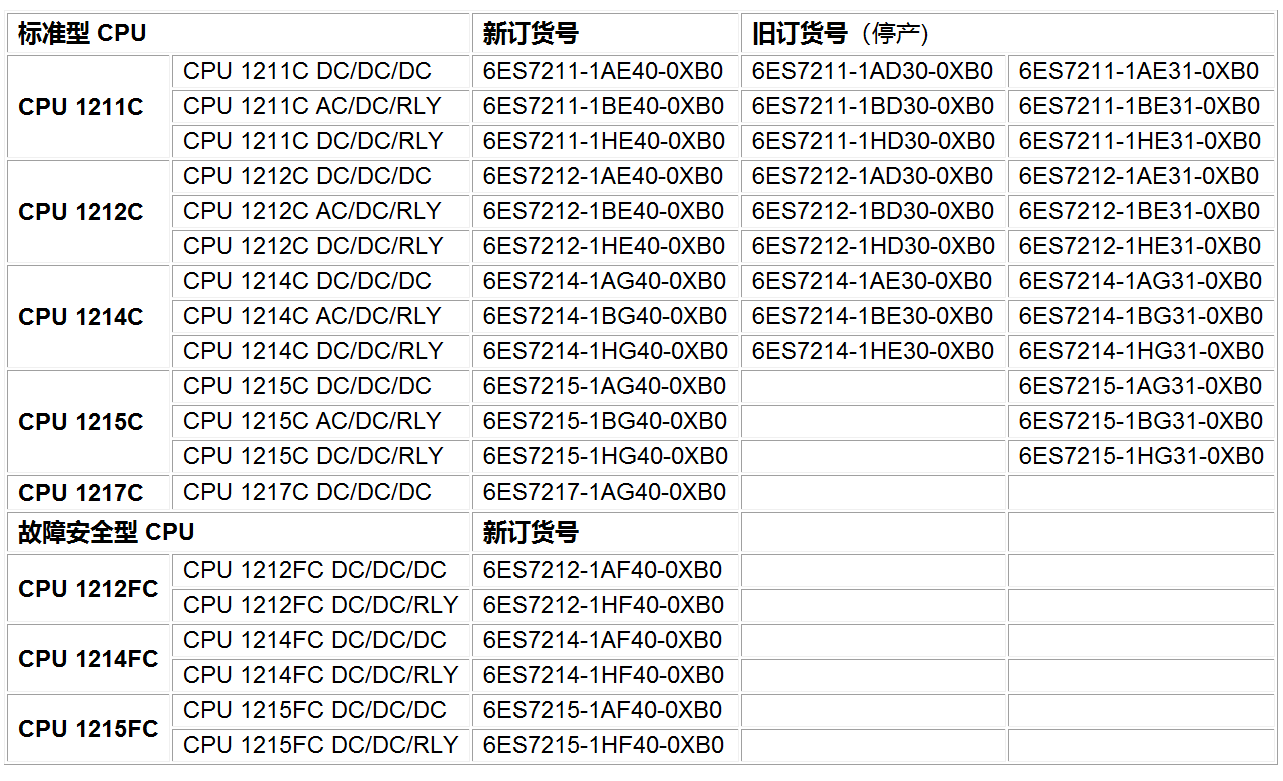 标准型 CPU 新订货号 旧订货号（停产)
CPU 1211C CPU 1211C DC/DC/DC 6ES7211-1AE40-0XB0 6ES7211-1AD30-0XB0 6ES7211-1AE31-0XB0
CPU 1211C AC/DC/RLY 6ES7211-1BE40-0XB0 6ES7211-1BD30-0XB0 6ES7211-1BE31-0XB0
CPU 1211C DC/DC/RLY 6ES7211-1HE40-0XB0 6ES7211-1HD30-0XB0 6ES7211-1HE31-0XB0
CPU 1212C CPU 1212C DC/DC/DC 6ES7212-1AE40-0XB0 6ES7212-1AD30-0XB0 6ES7212-1AE31-0XB0
CPU 1212C AC/DC/RLY 6ES7212-1BE40-0XB0 6ES7212-1BD30-0XB0 6ES7212-1BE31-0XB0
CPU 1212C DC/DC/RLY 6ES7212-1HE40-0XB0 6ES7212-1HD30-0XB0 6ES7212-1HE31-0XB0
CPU 1214C CPU 1214C DC/DC/DC 6ES7214-1AG40-0XB0 6ES7214-1AE30-0XB0 6ES7214-1AG31-0XB0
CPU 1214C AC/DC/RLY 6ES7214-1BG40-0XB0 6ES7214-1BE30-0XB0 6ES7214-1BG31-0XB0
CPU 1214C DC/DC/RLY 6ES7214-1HG40-0XB0 6ES7214-1HE30-0XB0 6ES7214-1HG31-0XB0
CPU 1215C CPU 1215C DC/DC/DC 6ES7215-1AG40-0XB0 6ES7215-1AG31-0XB0
CPU 1215C AC/DC/RLY 6ES7215-1BG40-0XB0 6ES7215-1BG31-0XB0
CPU 1215C DC/DC/RLY 6ES7215-1HG40-0XB0 6ES7215-1HG31-0XB0
CPU 1217C CPU 1217C DC/DC/DC 6ES7217-1AG40-0XB0
故障安全型 CPU 新订货号
CPU 1212FC CPU 1212FC DC/DC/DC 6ES7212-1AF40-0XB0
CPU 1212FC DC/DC/RLY 6ES7212-1HF40-0XB0
CPU 1214FC CPU 1214FC DC/DC/DC 6ES7214-1AF40-0XB0
CPU 1214FC DC/DC/RLY 6ES7214-1HF40-0XB0
CPU 1215FC CPU 1215FC DC/DC/DC 6ES7215-1AF40-0XB0
CPU 1215FC DC/DC/RLY 6ES7215-1HF40-0XB0